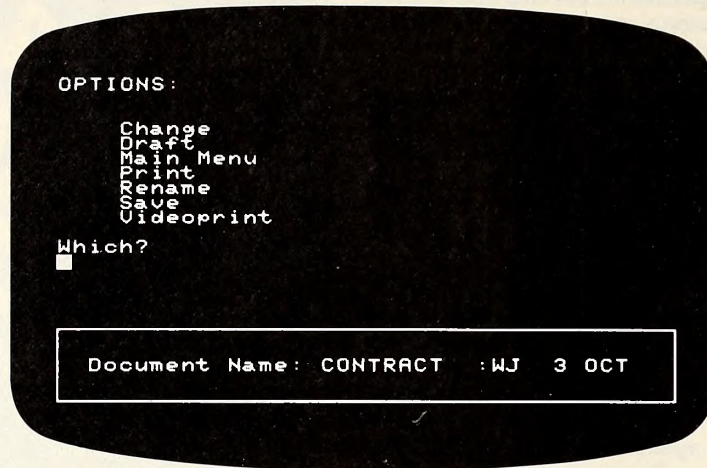 OPTIONS:
Change
Draft
Main Menu
Print
Rename
Save
Videoprint
Which?
Document Name: CONTRACT :WJ 3 OCT